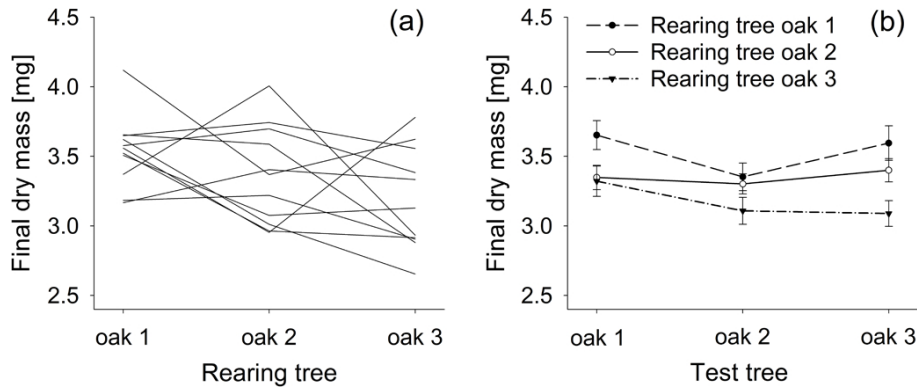 (a)
Final dry mass [mg]
4.5
4.0
3.5
3.0
2.5
oak 1 oak 2 oak 3
Rearing tree
(b)
Rearing tree oak 1
Rearing tree oak 2
Rearing tree oak 3
Final dry mass [mg]
4.5
4.0
3.5
3.0
2.5
oak 1 oak 2 oak 3
Test tree